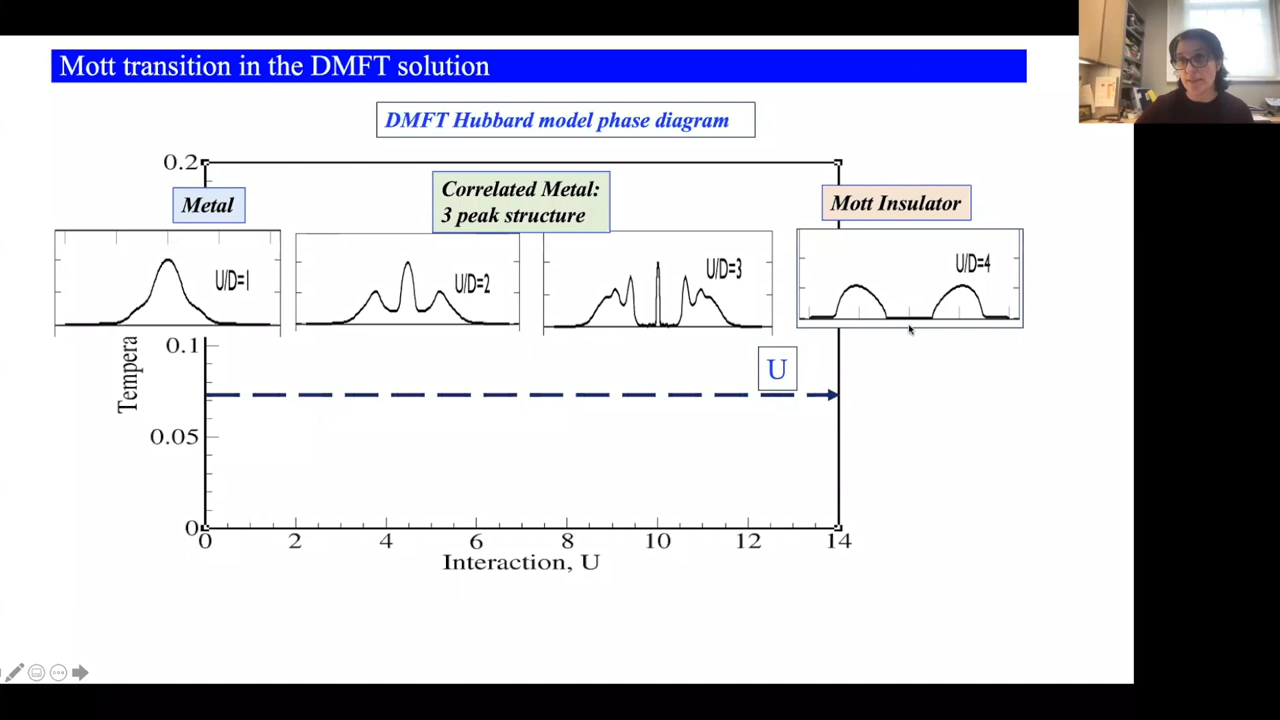 Mott transition in the DMFT solution
DMFT Hubbard model phase diagram
0.2
Correlated Metal:
3 peak structure
Metal
Mott Insulator
U/D=1
U/D=2
U/D=3
U/D=4
0.1
Tempera
U
0.05
0
0 2 4 6 8 10 12 14
Interaction, U